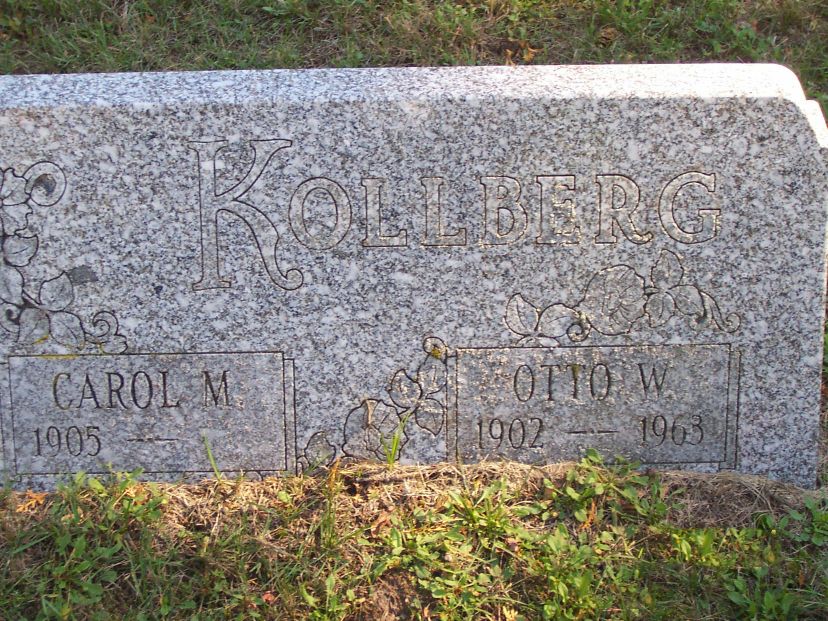 KOLLBERG
CAROL M.
1905 —
OTTO W.
1902 — 1963